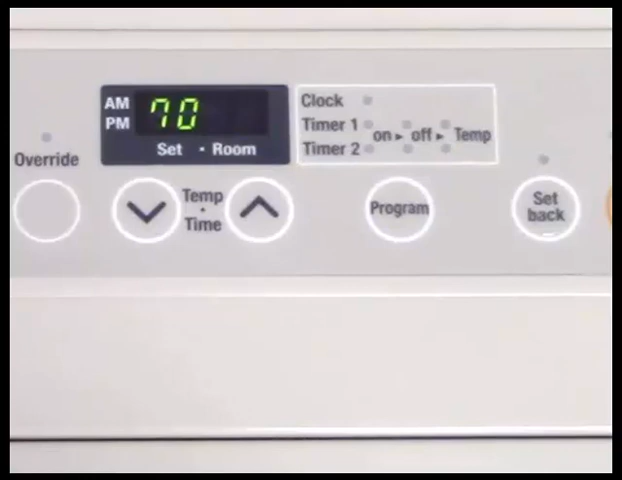 AM
PM
70
Set · Room
Clock
Timer 1
Timer 2
on ► off ► Temp
Override
Temp
·
Time
Program
Set
back